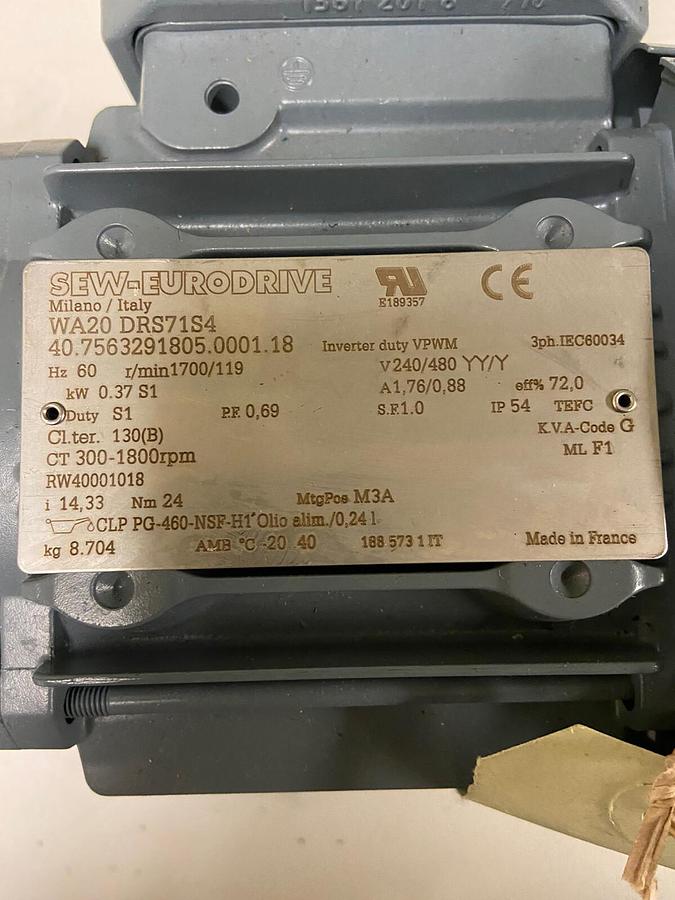 SEW-EURODRIVE
Milano / Italy
E189357
CE
WA20 DRS71S4
40.7563291805.0001.18 Inverter duty VPWM 3ph.IEC60034
Hz 60 r/min1700/119 V240/480 YY/Y
kW 0.37 S1 A1,76/0,88 eff% 72,0
Duty S1 P.F. 0,69 S.F.1.0 IP 54 TEFC
Cl.ter. 130(B) K.V.A-Code G
CT 300-1800rpm ML F1
RW40001018
i 14,33 Nm 24 MtgPos M3A
CLP PG-460-NSF-H1*Olio alim./0,24 l
kg 8.704 AMB °C -20 40 188 573 1 IT Made in France